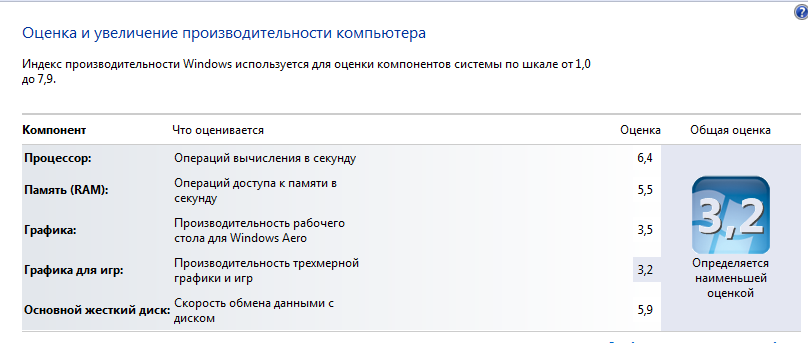 Оценка и увеличение производительности компьютера
Индекс производительности Windows используется для оценки компонентов системы по шкале от 1,0
до 7,9.
Компонент Что оценивается Оценка Общая оценка
Процессор: Операций вычисления в секунду 6,4
Память (RAM): Операций доступа к памяти в
секунду 5,5
Графика: Производительность рабочего
стола для Windows Aero 3,5
Графика для игр: Производительность трехмерной
графики и игр 3,2
Основной жесткий диск: Скорость обмена данными с
диском 5,9
3,2
Определяется
наименьшей
оценкой